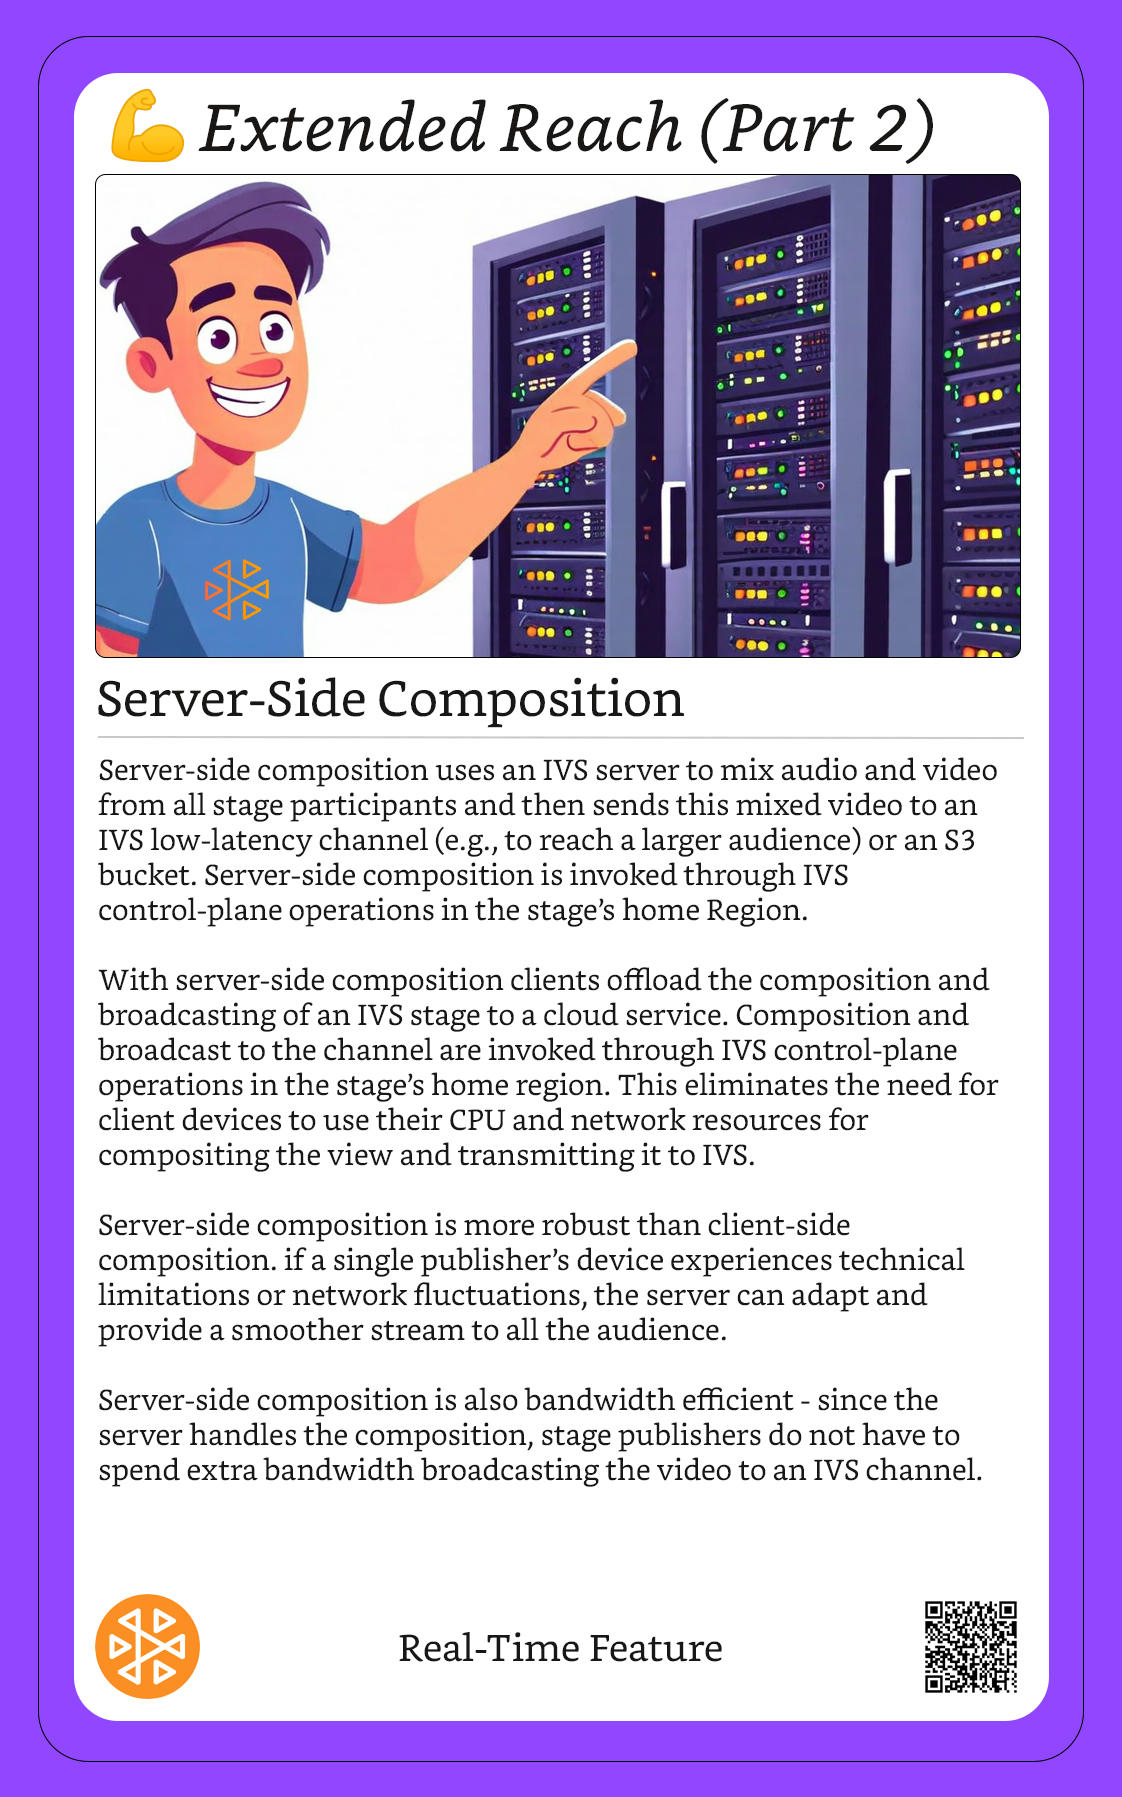 Extended Reach (Part 2)
Server-Side Composition
Server-side composition uses an IVS server to mix audio and video
from all stage participants and then sends this mixed video to an
IVS low-latency channel (e.g., to reach a larger audience) or an S3
bucket. Server-side composition is invoked through IVS
control-plane operations in the stage’s home Region.
With server-side composition clients offload the composition and
broadcasting of an IVS stage to a cloud service. Composition and
broadcast to the channel are invoked through IVS control-plane
operations in the stage’s home region. This eliminates the need for
client devices to use their CPU and network resources for
compositing the view and transmitting it to IVS.
Server-side composition is more robust than client-side
composition. if a single publisher’s device experiences technical
limitations or network fluctuations, the server can adapt and
provide a smoother stream to all the audience.
Server-side composition is also bandwidth efficient - since the
server handles the composition, stage publishers do not have to
spend extra bandwidth broadcasting the video to an IVS channel.
Real-Time Feature